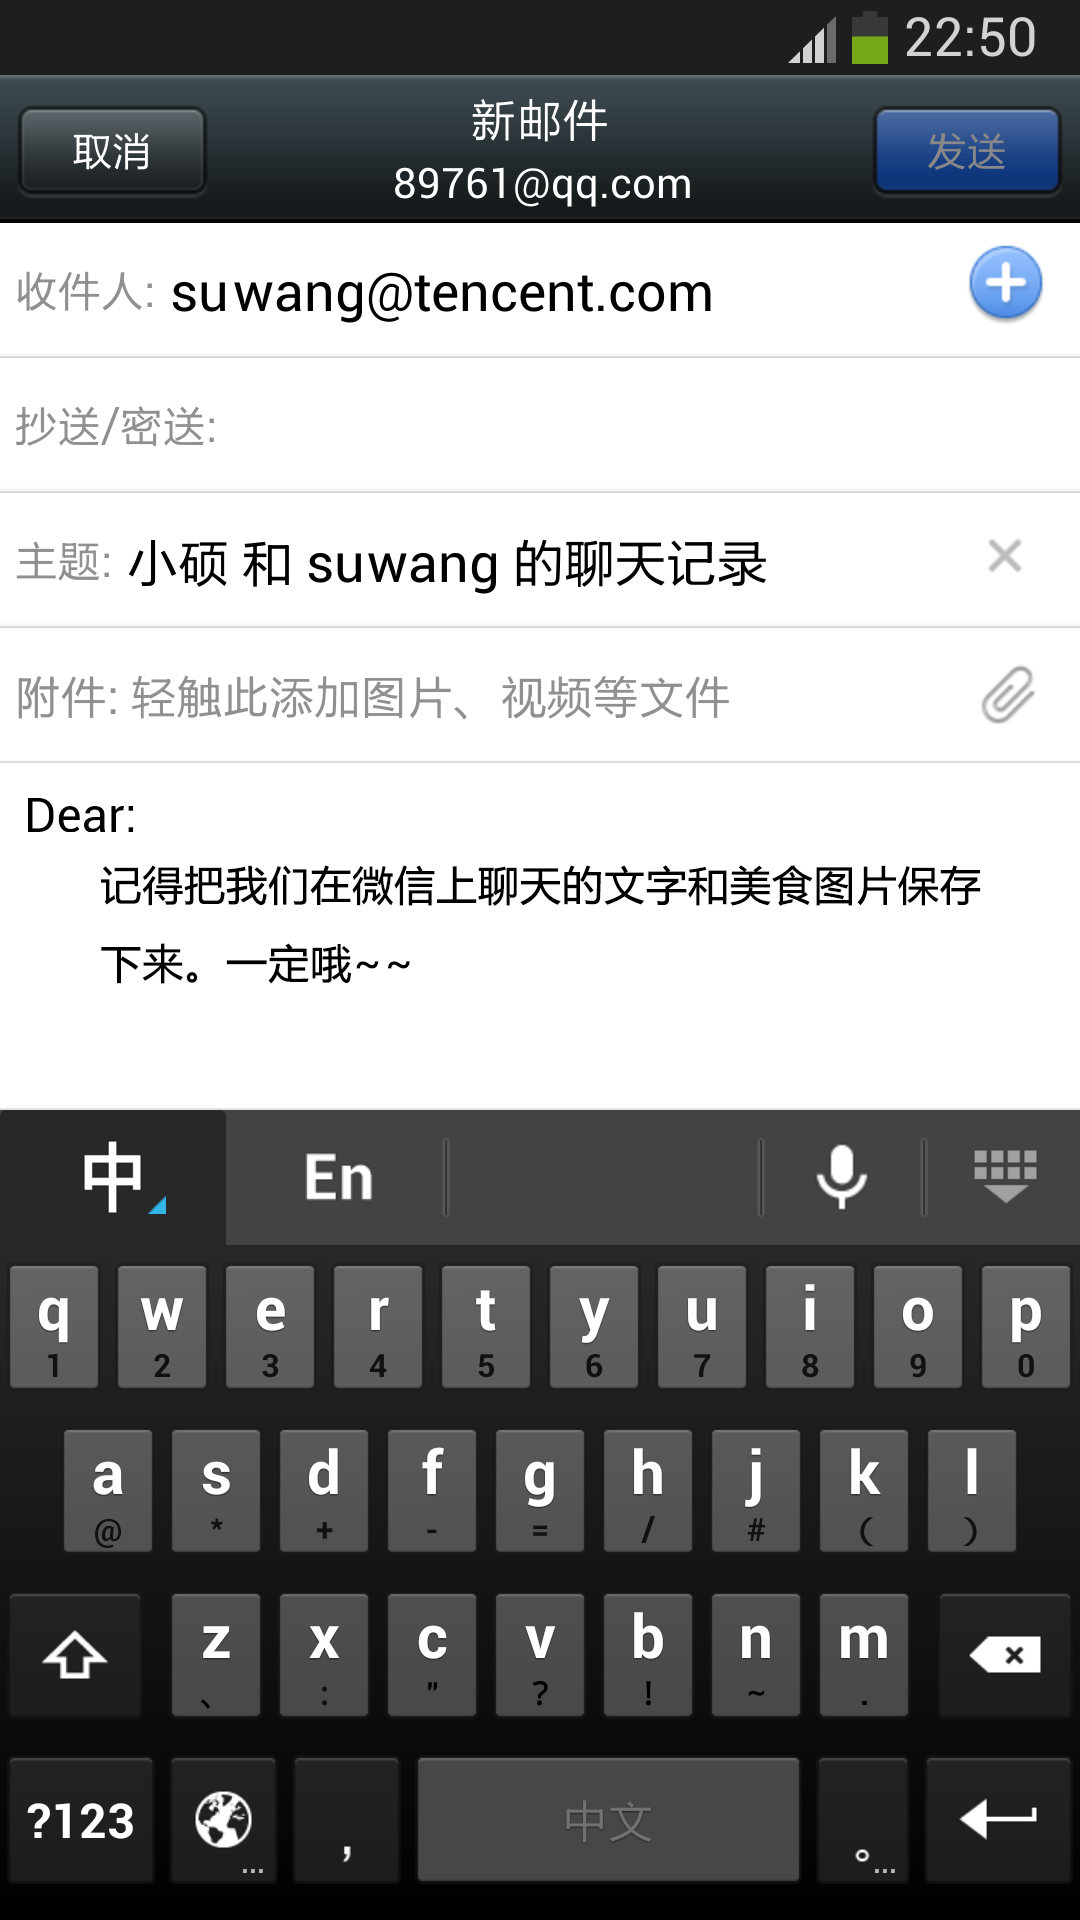 22:50
取消
新邮件
89761@qq.com
发送
收件人: suwang@tencent.com
抄送/密送:
主题: 小硕 和 suwang 的聊天记录
附件: 轻触此添加图片、视频等文件
Dear:
记得把我们在微信上聊天的文字和美食图片保存
下来。一定哦~~
中 En
q w e r t y u i o p
1 2 3 4 5 6 7 8 9 0
a s d f g h j k l
@ * + - = / # ( )
z x c v b n m
、 : " ? ! ~ .
?123 ... , 中文 。...